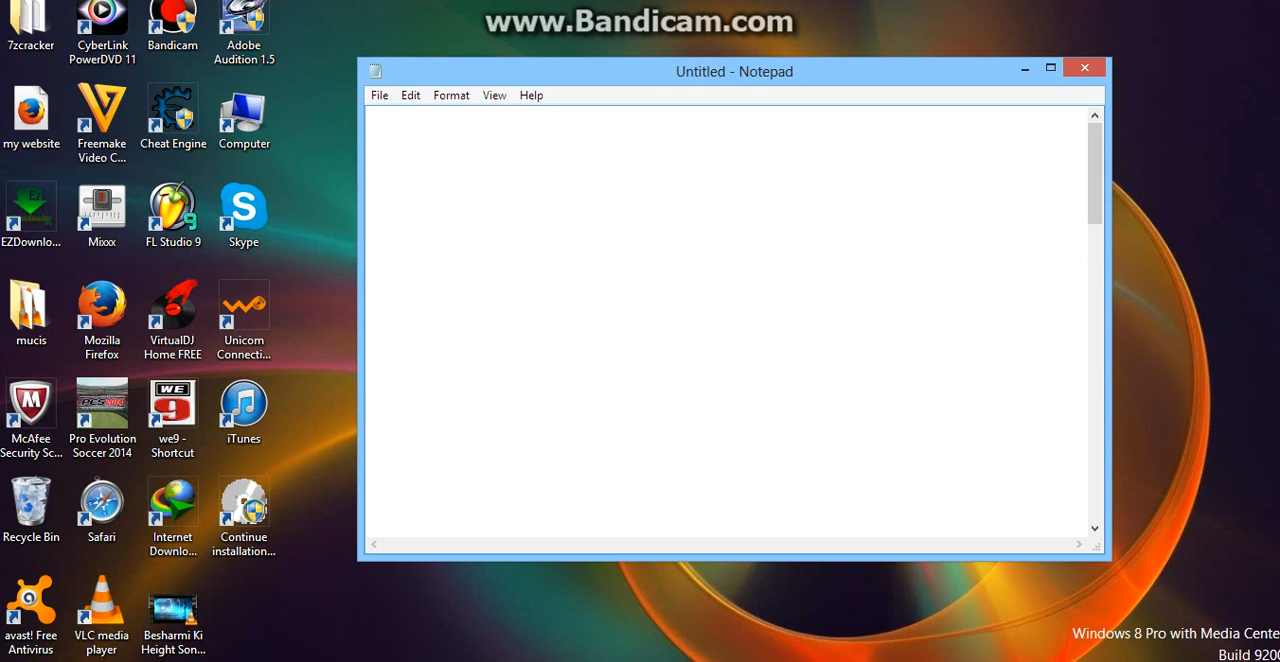 www.Bandicam.com
7zcracker
CyberLink
PowerDVD 11
Bandicam
Adobe
Audition 1.5
Untitled - Notepad
File Edit Format View Help
my website
Freemake
Video C...
Cheat Engine
Computer
EZDownlo...
Mixxx
FL Studio 9
Skype
mucis
Mozilla
Firefox
VirtualDJ
Home FREE
Unicom
Connecti...
WE
9
PES2014
McAfee
Security Sc...
Pro Evolution
Soccer 2014
we9 -
Shortcut
iTunes
Recycle Bin
Safari
Internet
Downlo...
Continue
installation...
avast! Free
Antivirus
VLC media
player
Besharmi Ki
Height Son...
Windows 8 Pro with Media Cente
Build 920